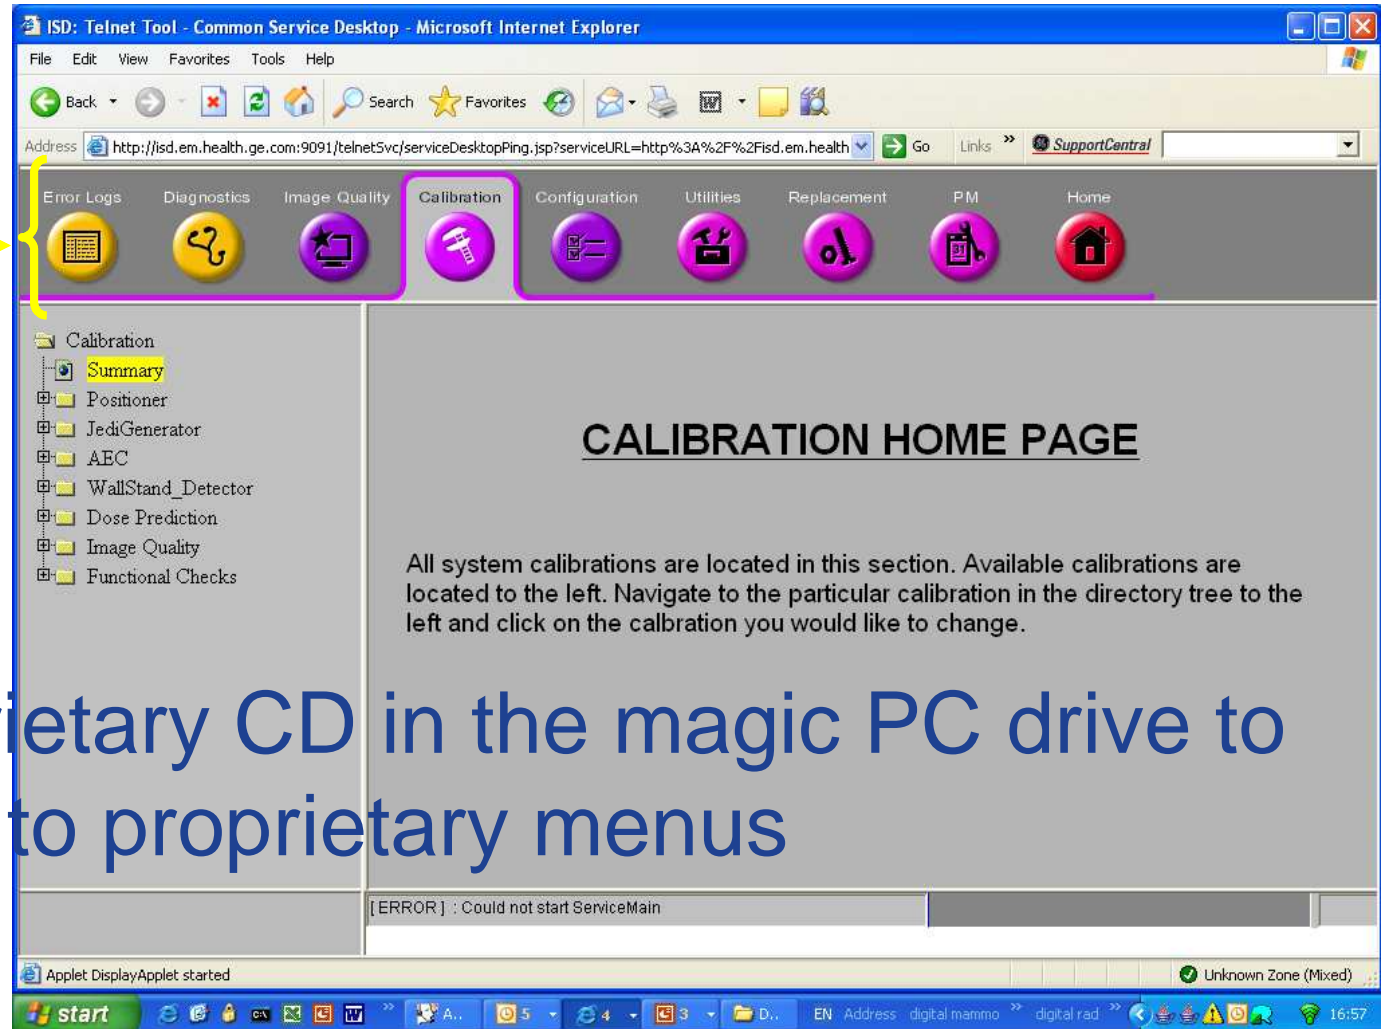 ISD: Telnet Tool - Common Service Desktop - Microsoft Internet Explorer
File Edit View Favorites Tools Help
Back Search Favorites
Address http://isd.em.health.ge.com:9091/telnetSvc/serviceDesktopPing.jsp?serviceURL=http%3A%2F%2Fisd.em.health Go Links » SupportCentral
Error Logs Diagnostics Image Quality Calibration Configuration Utilities Replacement PM Home
31
Calibration
Summary
Positioner
JediGenerator
AEC
WallStand_Detector
Dose Prediction
Image Quality
Functional Checks
CALIBRATION HOME PAGE
All system calibrations are located in this section. Available calibrations are
located to the left. Navigate to the particular calibration in the directory tree to the
left and click on the calbration you would like to change.
ietary CD in the magic PC drive to
to proprietary menus
[ERROR] : Could not start ServiceMain
Applet DisplayApplet started Unknown Zone (Mixed)
start » A.. 5 4 3 D.. EN Address digital mammo » digital rad » 16:57